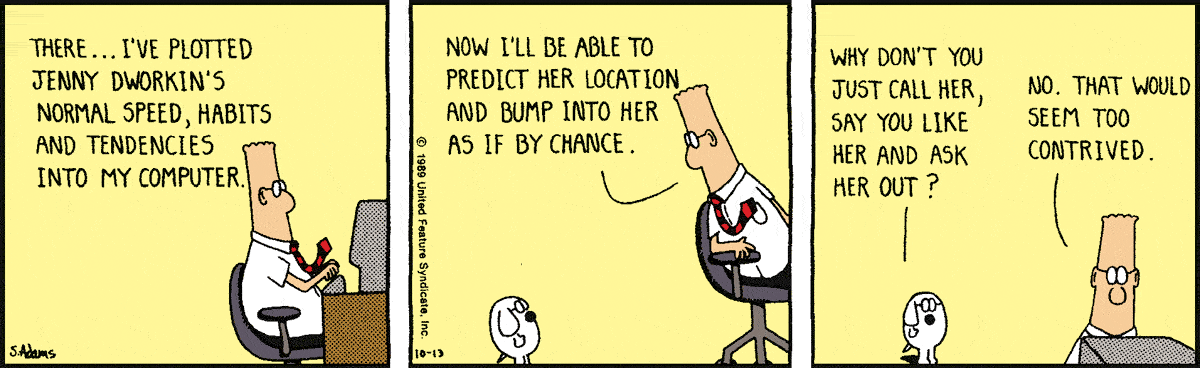 THERE... I'VE PLOTTED
JENNY DWORKIN'S
NORMAL SPEED, HABITS
AND TENDENCIES
INTO MY COMPUTER.
S.Adams
© 1989 United Feature Syndicate, Inc.
10-13
NOW I'LL BE ABLE TO
PREDICT HER LOCATION
AND BUMP INTO HER
AS IF BY CHANCE.
WHY DON'T YOU
JUST CALL HER,
SAY YOU LIKE
HER AND ASK
HER OUT?
NO. THAT WOULD
SEEM TOO
CONTRIVED.